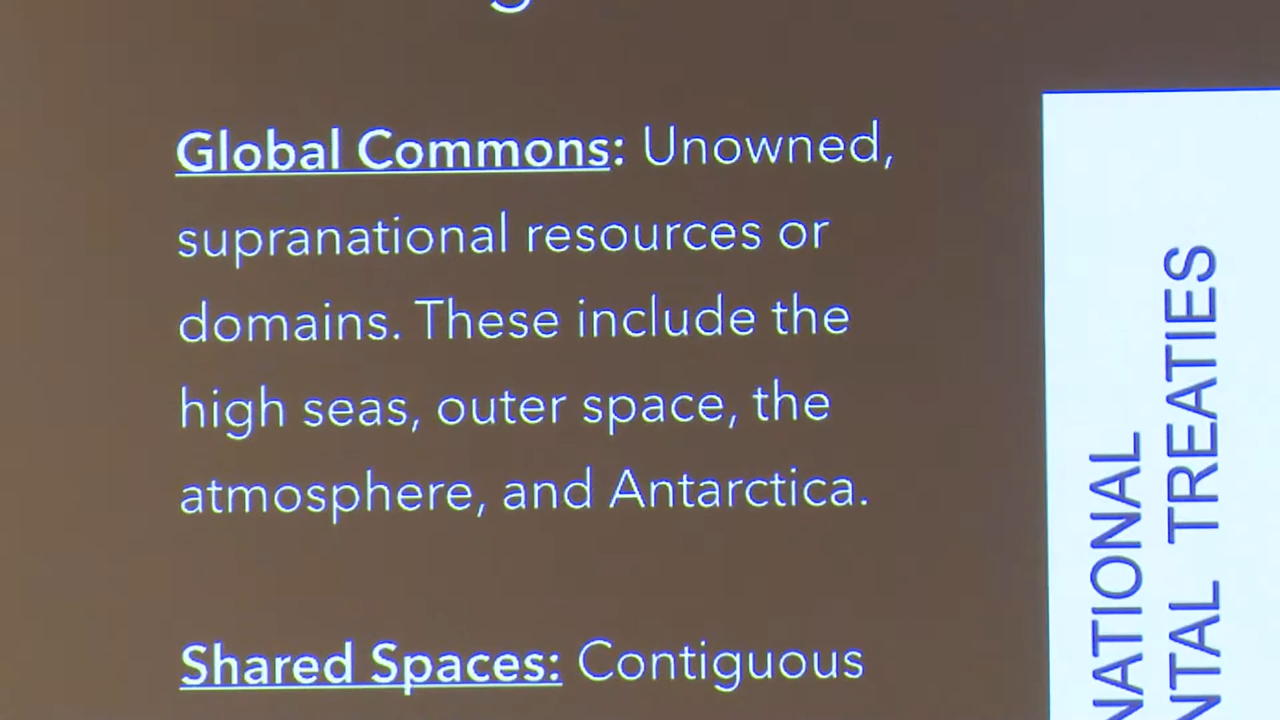 Global Commons: Unowned,
supranational resources or
domains. These include the
high seas, outer space, the
atmosphere, and Antarctica.
Shared Spaces: Contiguous
NATIONAL
NTAL TREATIES